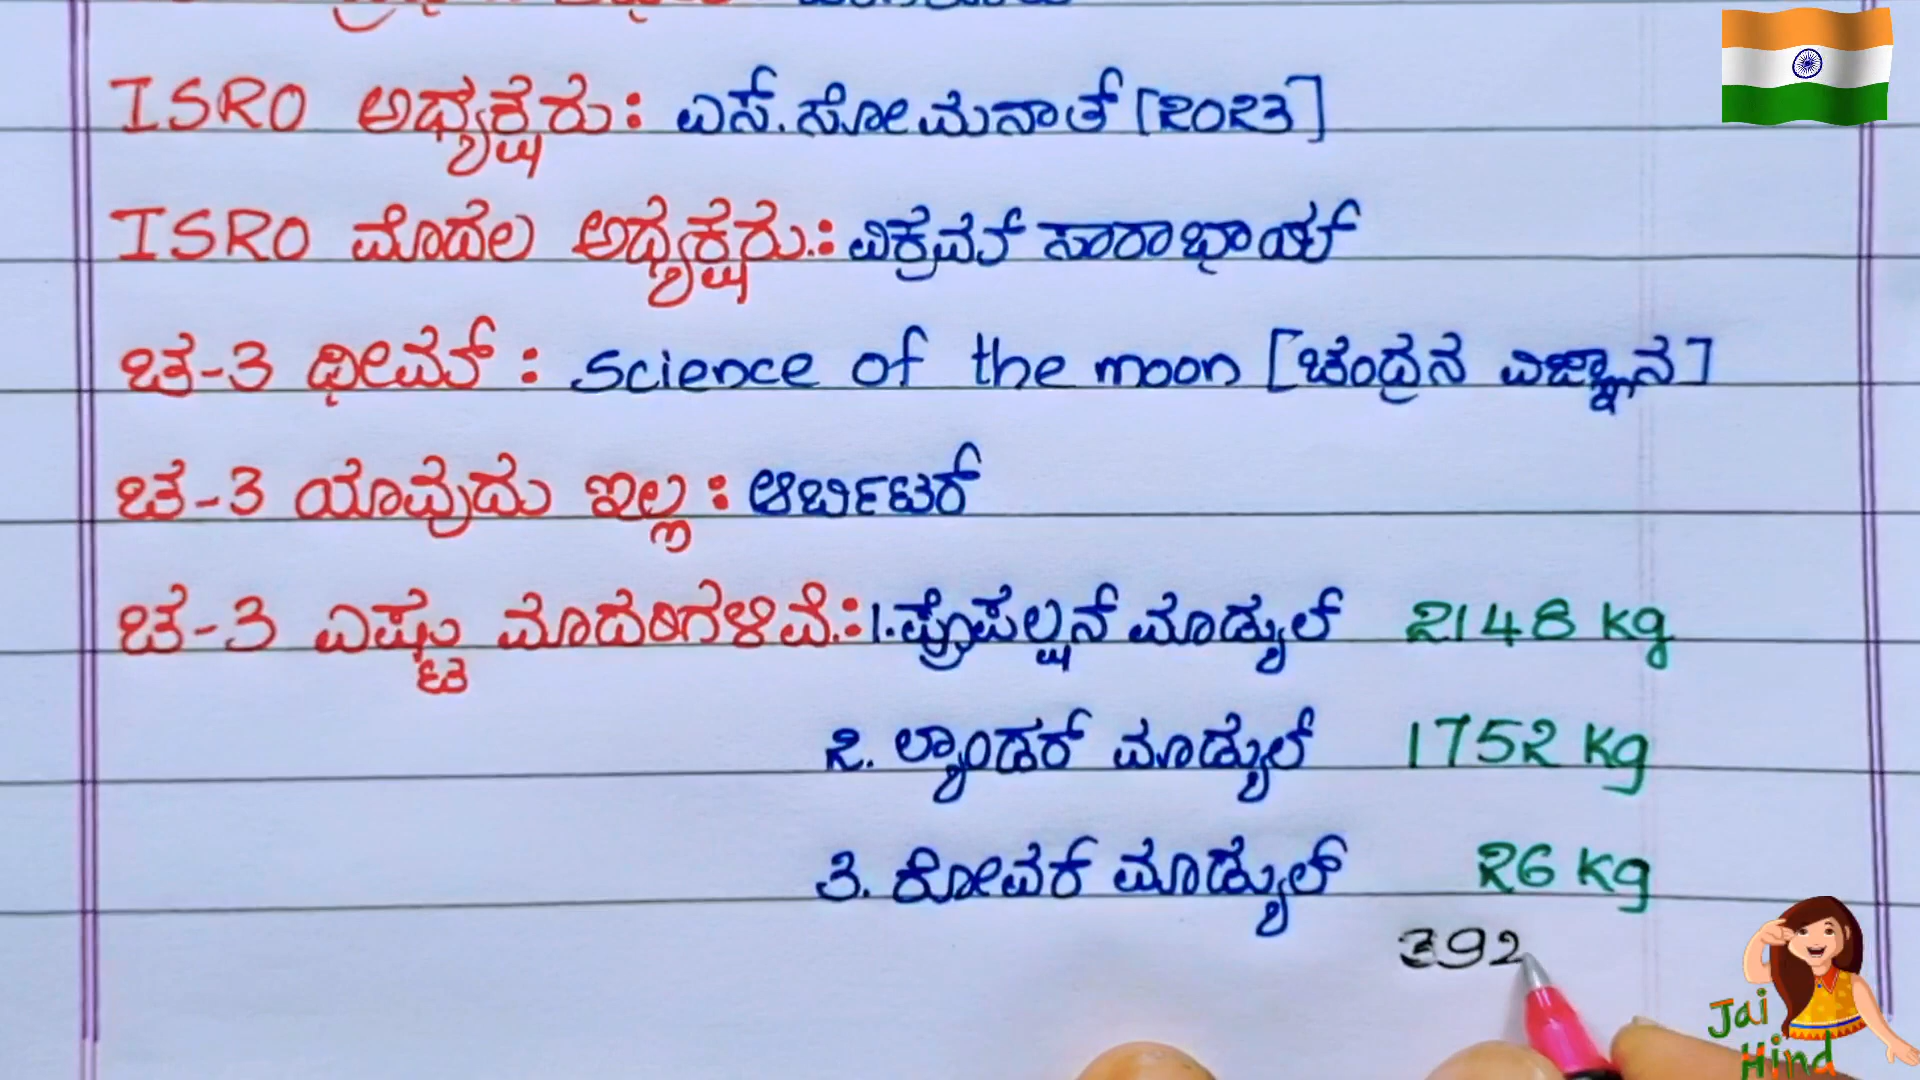 ISRO ಅಧ್ಯಕ್ಷರು: ಎಸ್.ಸೋಮನಾತ್ [2023]
ISRO ಮೊದಲ ಅಧ್ಯಕ್ಷರು.: ವಿಕ್ರಮ್ ಸಾರಾಭಾಯ್
ಚ-3 ಥೀಮ್ : science of the moon [ಚಂದ್ರನ ವಿಜ್ಞಾನ]
ಚ-3 ಯಾವುದು ಇಲ್ಲ : ಆರ್ಬಿಟರ್
ಚ-3 ಎಷ್ಟು ಮಾದರಿಗಳಿವೆ.: 1.ಪ್ರೊಪಲ್ಷನ್ ಮೊಡ್ಯುಲ್ 2148 kg
2. ಲ್ಯಾಂಡರ್ ಮಾಡ್ಯುಲ್ 1752 kg
3. ರೋವರ್ ಮಾಡ್ಯುಲ್ 26 kg
392
Jai
Hind